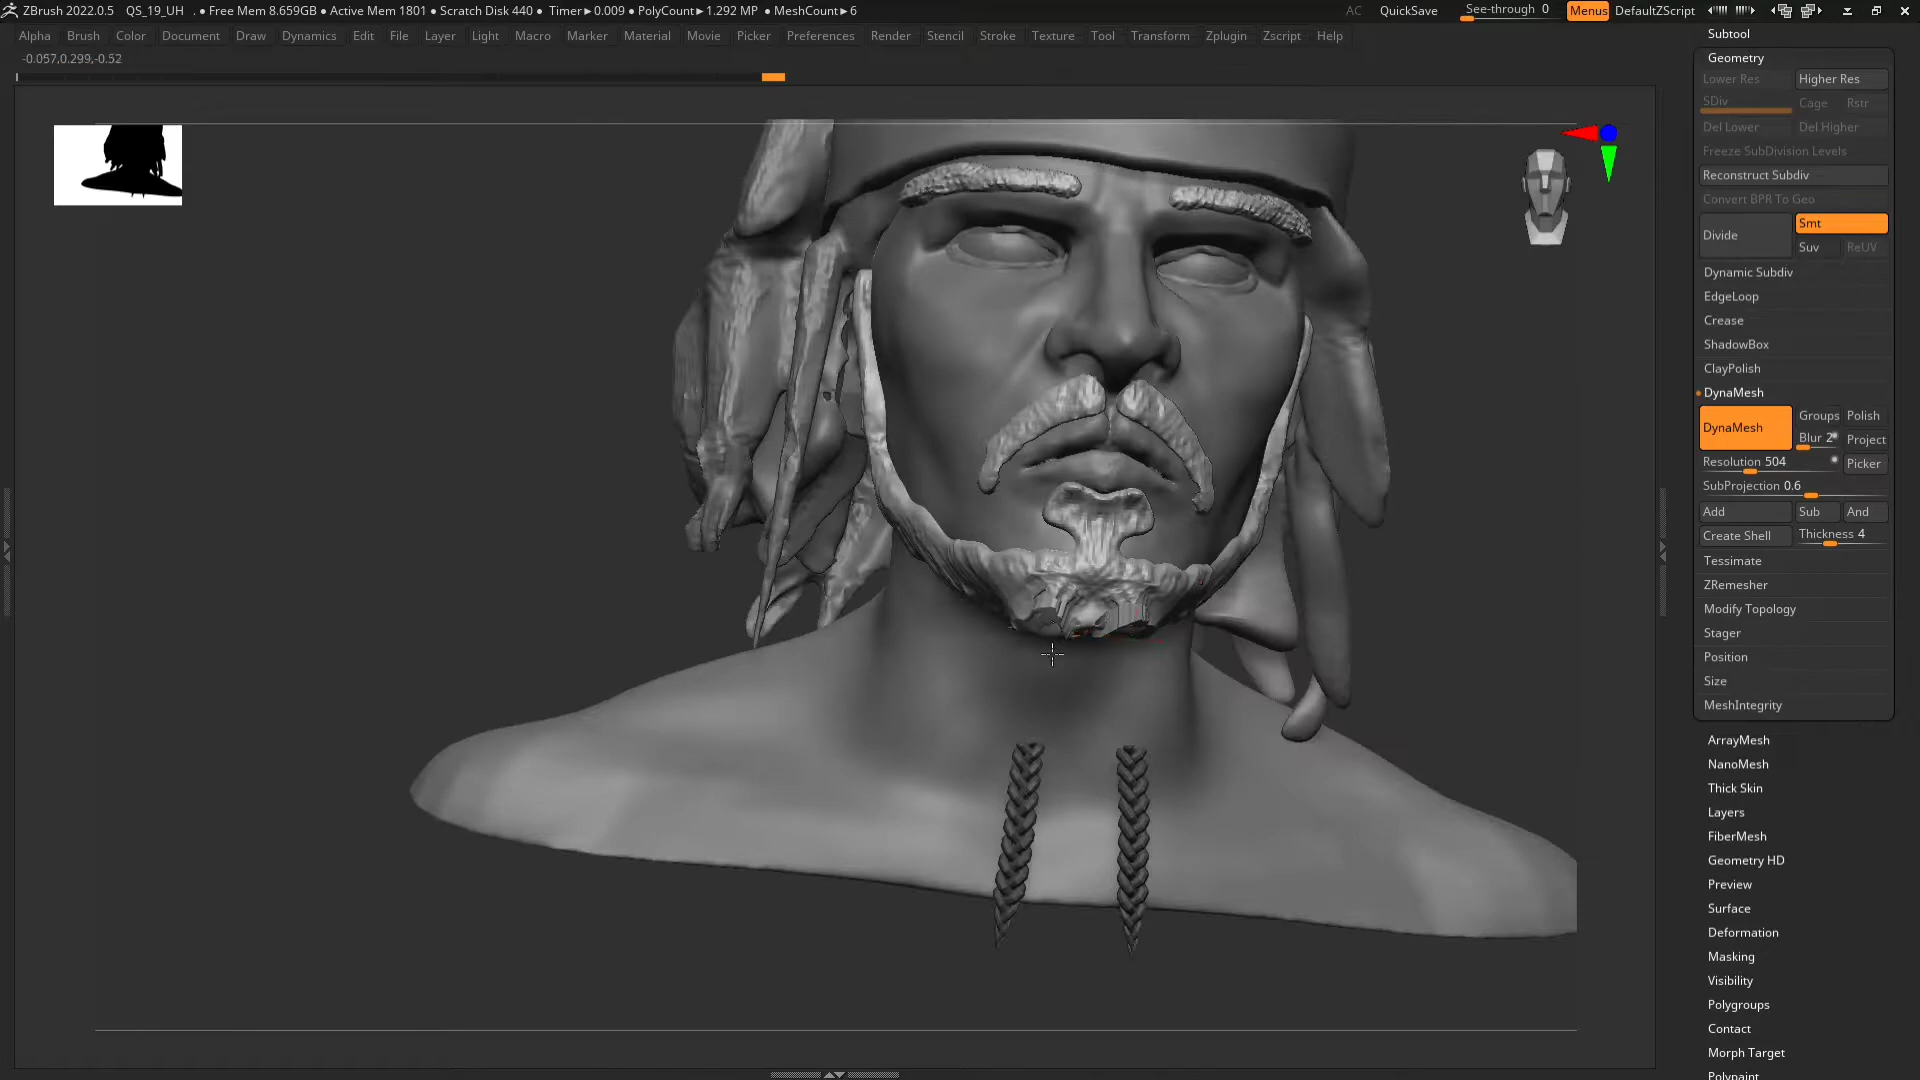 ZBrush 2022.0.5 QS_19_UH . • Free Mem 8.659GB • Active Mem 1801 • Scratch Disk 440 • Timer▸0.009 • PolyCount▸1.292 MP • MeshCount▸6 AC QuickSave See-through 0 Menus DefaultZScript
Alpha Brush Color Document Draw Dynamics Edit File Layer Light Macro Marker Material Movie Picker Preferences Render Stencil Stroke Texture Tool Transform Zplugin Zscript Help
-0.057,0.299,-0.52
Subtool
Geometry
Lower Res Higher Res
SDiv Cage Rstr
Del Lower Del Higher
Freeze SubDivision Levels
Reconstruct Subdiv
Convert BPR To Geo
Divide Smt
Suv ReUV
Dynamic Subdiv
EdgeLoop
Crease
ShadowBox
ClayPolish
DynaMesh
DynaMesh Groups Polish
Blur 2 Project
Resolution 504 Picker
SubProjection 0.6
Add Sub And
Create Shell Thickness 4
Tessimate
ZRemesher
Modify Topology
Stager
Position
Size
MeshIntegrity
ArrayMesh
NanoMesh
Thick Skin
Layers
FiberMesh
Geometry HD
Preview
Surface
Deformation
Masking
Visibility
Polygroups
Contact
Morph Target
Polypaint